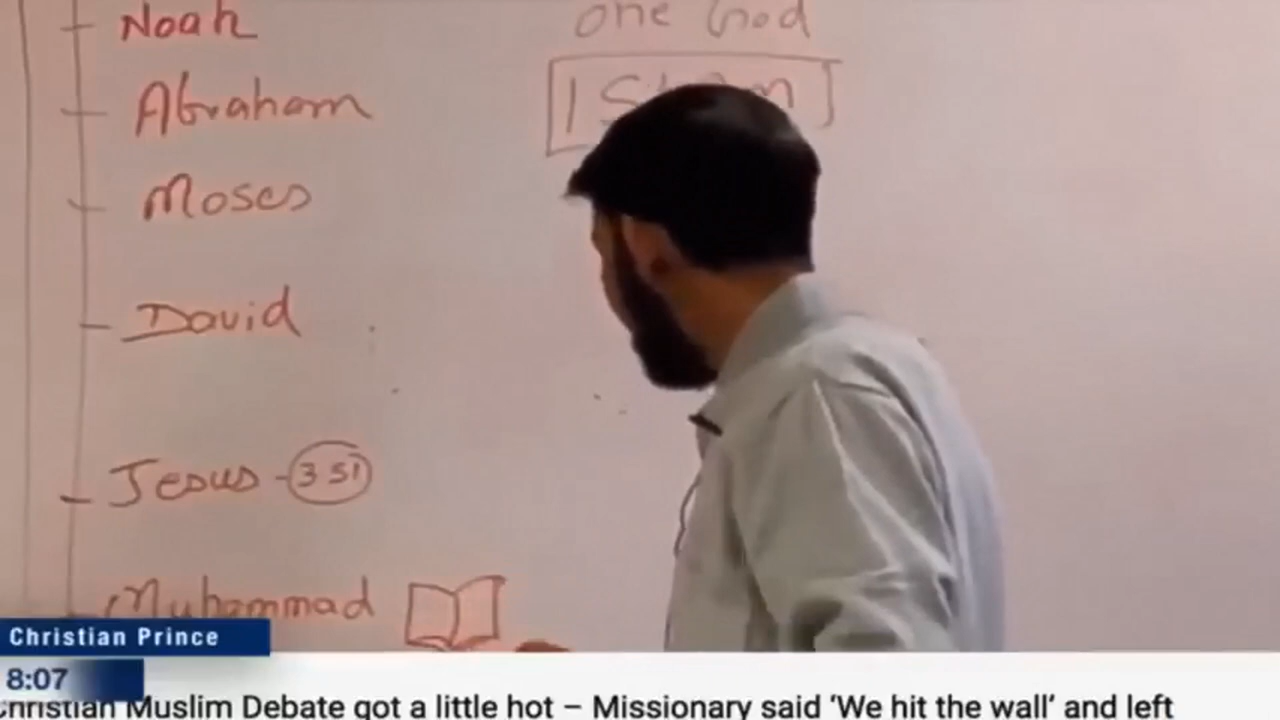 Noah
one God
Abraham
Moses
David
Jesus - 351
Muhammad
Christian Prince
8:07
Christian Muslim Debate got a little hot – Missionary said ‘We hit the wall’ and left